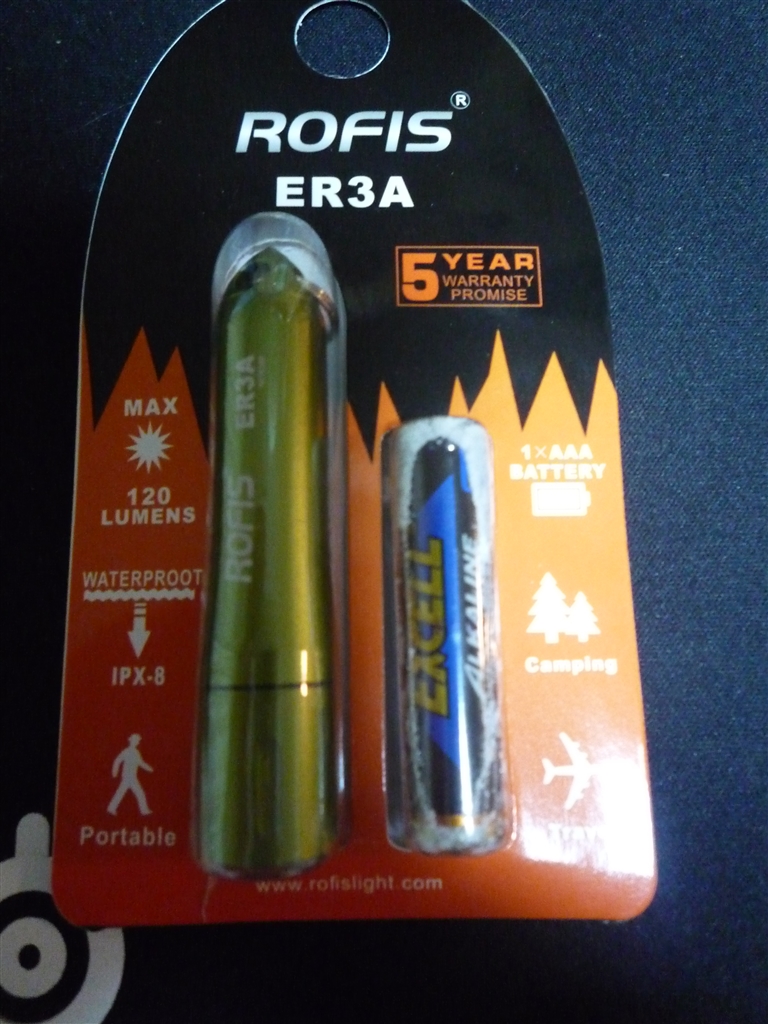 ROFIS®
ER3A
5 YEAR
WARRANTY
PROMISE
MAX
120
LUMENS
WATERPROOF
IPX-8
Portable
ROFIS ER3A
EXCELL
ALKALINE
1×AAA
BATTERY
Camping
www.rofislight.com